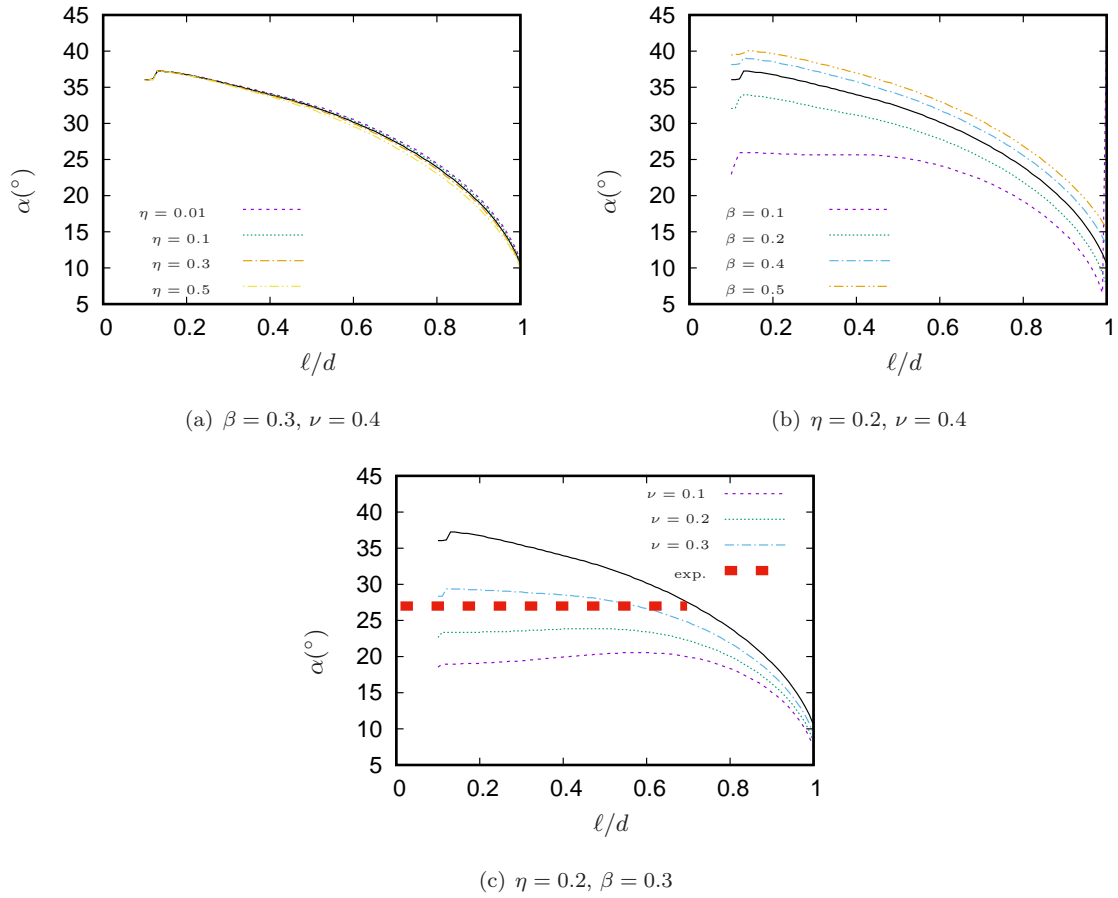 45
40
35
30
25
20
15
10
5
0
0.2
0.4
0.6
0.8
1
α(°)
ℓ/d
η = 0.01
η = 0.1
η = 0.3
η = 0.5
(a) β = 0.3, ν = 0.4
45
40
35
30
25
20
15
10
5
0
0.2
0.4
0.6
0.8
1
α(°)
ℓ/d
β = 0.1
β = 0.2
β = 0.4
β = 0.5
(b) η = 0.2, ν = 0.4
45
40
35
30
25
20
15
10
5
0
0.2
0.4
0.6
0.8
1
α(°)
ℓ/d
ν = 0.1
ν = 0.2
ν = 0.3
exp.
(c) η = 0.2, β = 0.3